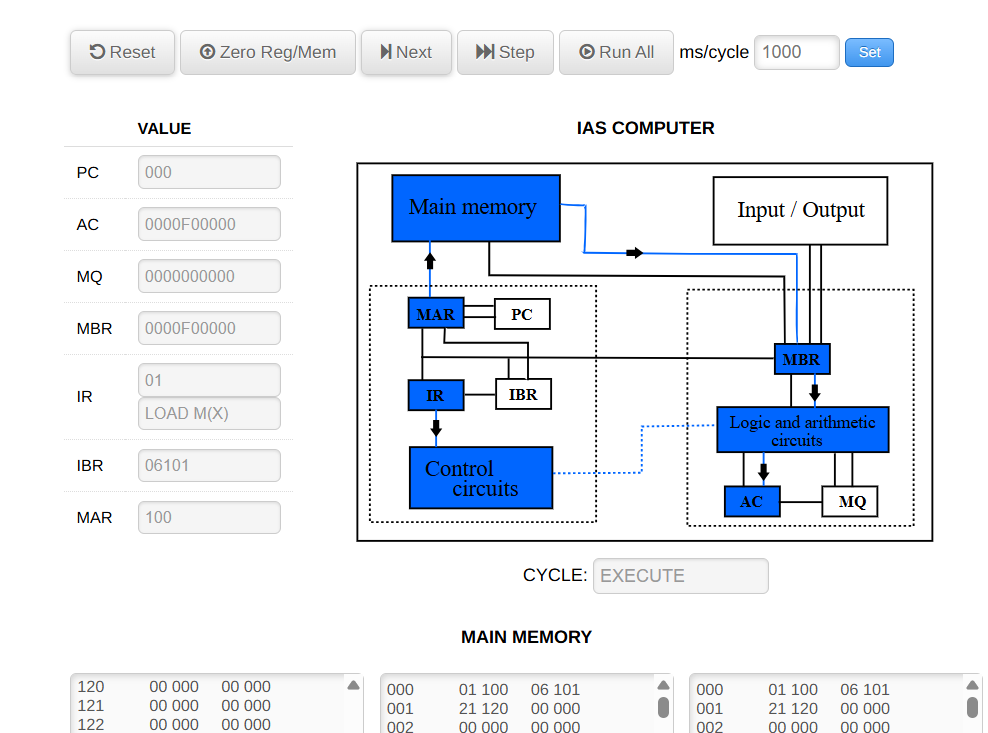 Reset Zero Reg/Mem Next Step Run All ms/cycle 1000 Set
VALUE
PC 000
AC 0000F00000
MQ 0000000000
MBR 0000F00000
IR 01
LOAD M(X)
IBR 06101
MAR 100
IAS COMPUTER
Main memory
Input / Output
MAR PC
MBR
IR IBR
Logic and arithmetic
circuits
Control
circuits
AC MQ
CYCLE: EXECUTE
MAIN MEMORY
120 00 000 00 000
121 00 000 00 000
122 00 000 00 000
000 01 100 06 101
001 21 120 00 000
002 00 000 00 000
000 01 100 06 101
001 21 120 00 000
002 00 000 00 000